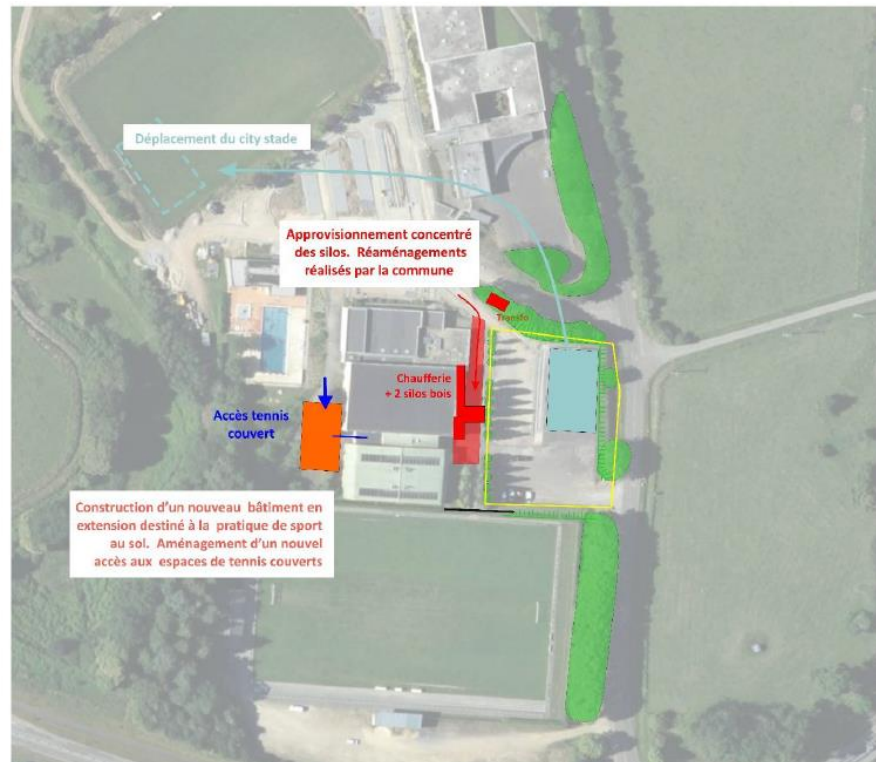 Déplacement du city stade
Approvisionnement concentré
des silos. Réaménagements
réalisés par la commune
Transfo
Chaufferie
+ 2 silos bois
Accès tennis
couvert
Construction d'un nouveau bâtiment en
extension destiné à la pratique de sport
au sol. Aménagement d'un nouvel
accès aux espaces de tennis couverts